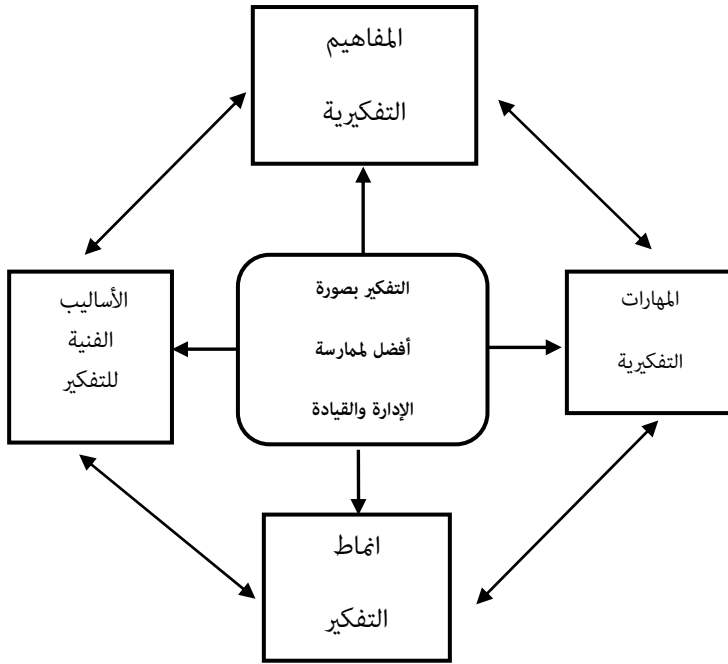 المفاهيم
التفكيرية
المهارات
التفكيرية
التفكير بصورة
أفضل لممارسة
الإدارة والقيادة
الأساليب
الفنية
للتفكير
انماط
التفكير